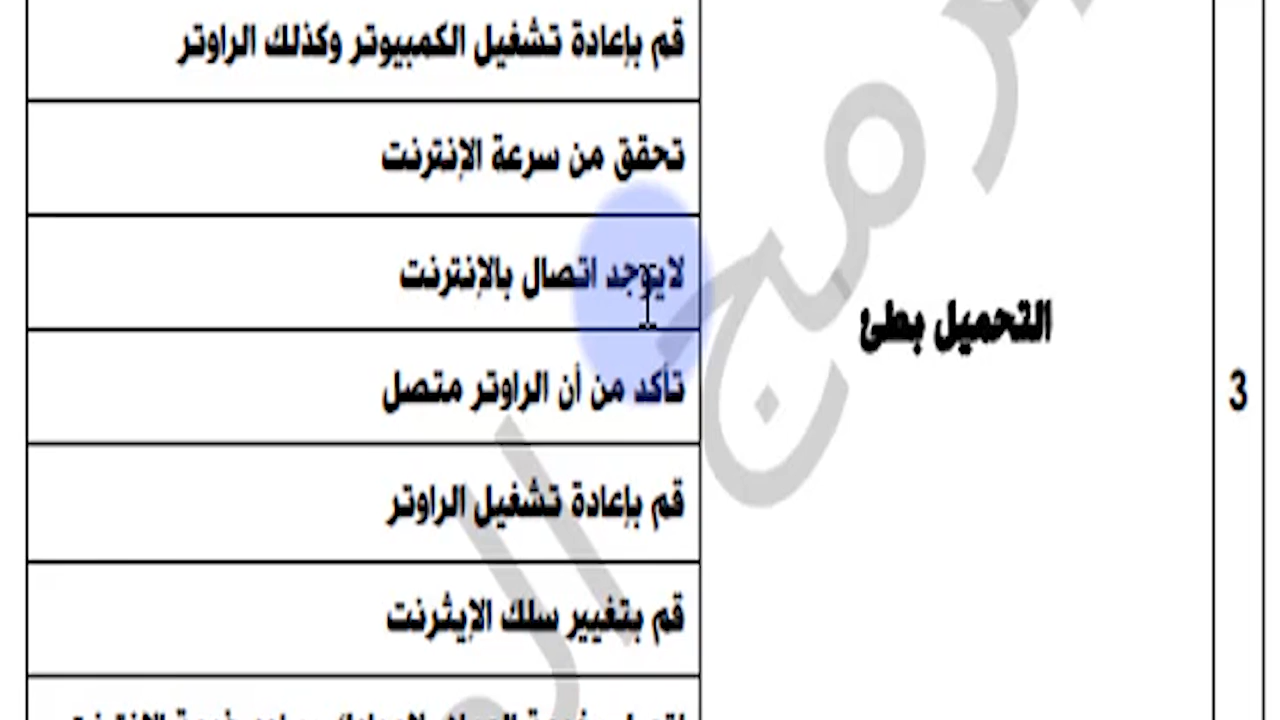 3
التحميل بطئ
قم بإعادة تشغيل الكمبيوتر وكذلك الراوتر
تحقق من سرعة الإنترنت
لايوجد اتصال بالإنترنت
تأكد من أن الراوتر متصل
قم بإعادة تشغيل الراوتر
قم بتغيير سلك الإيثرنت